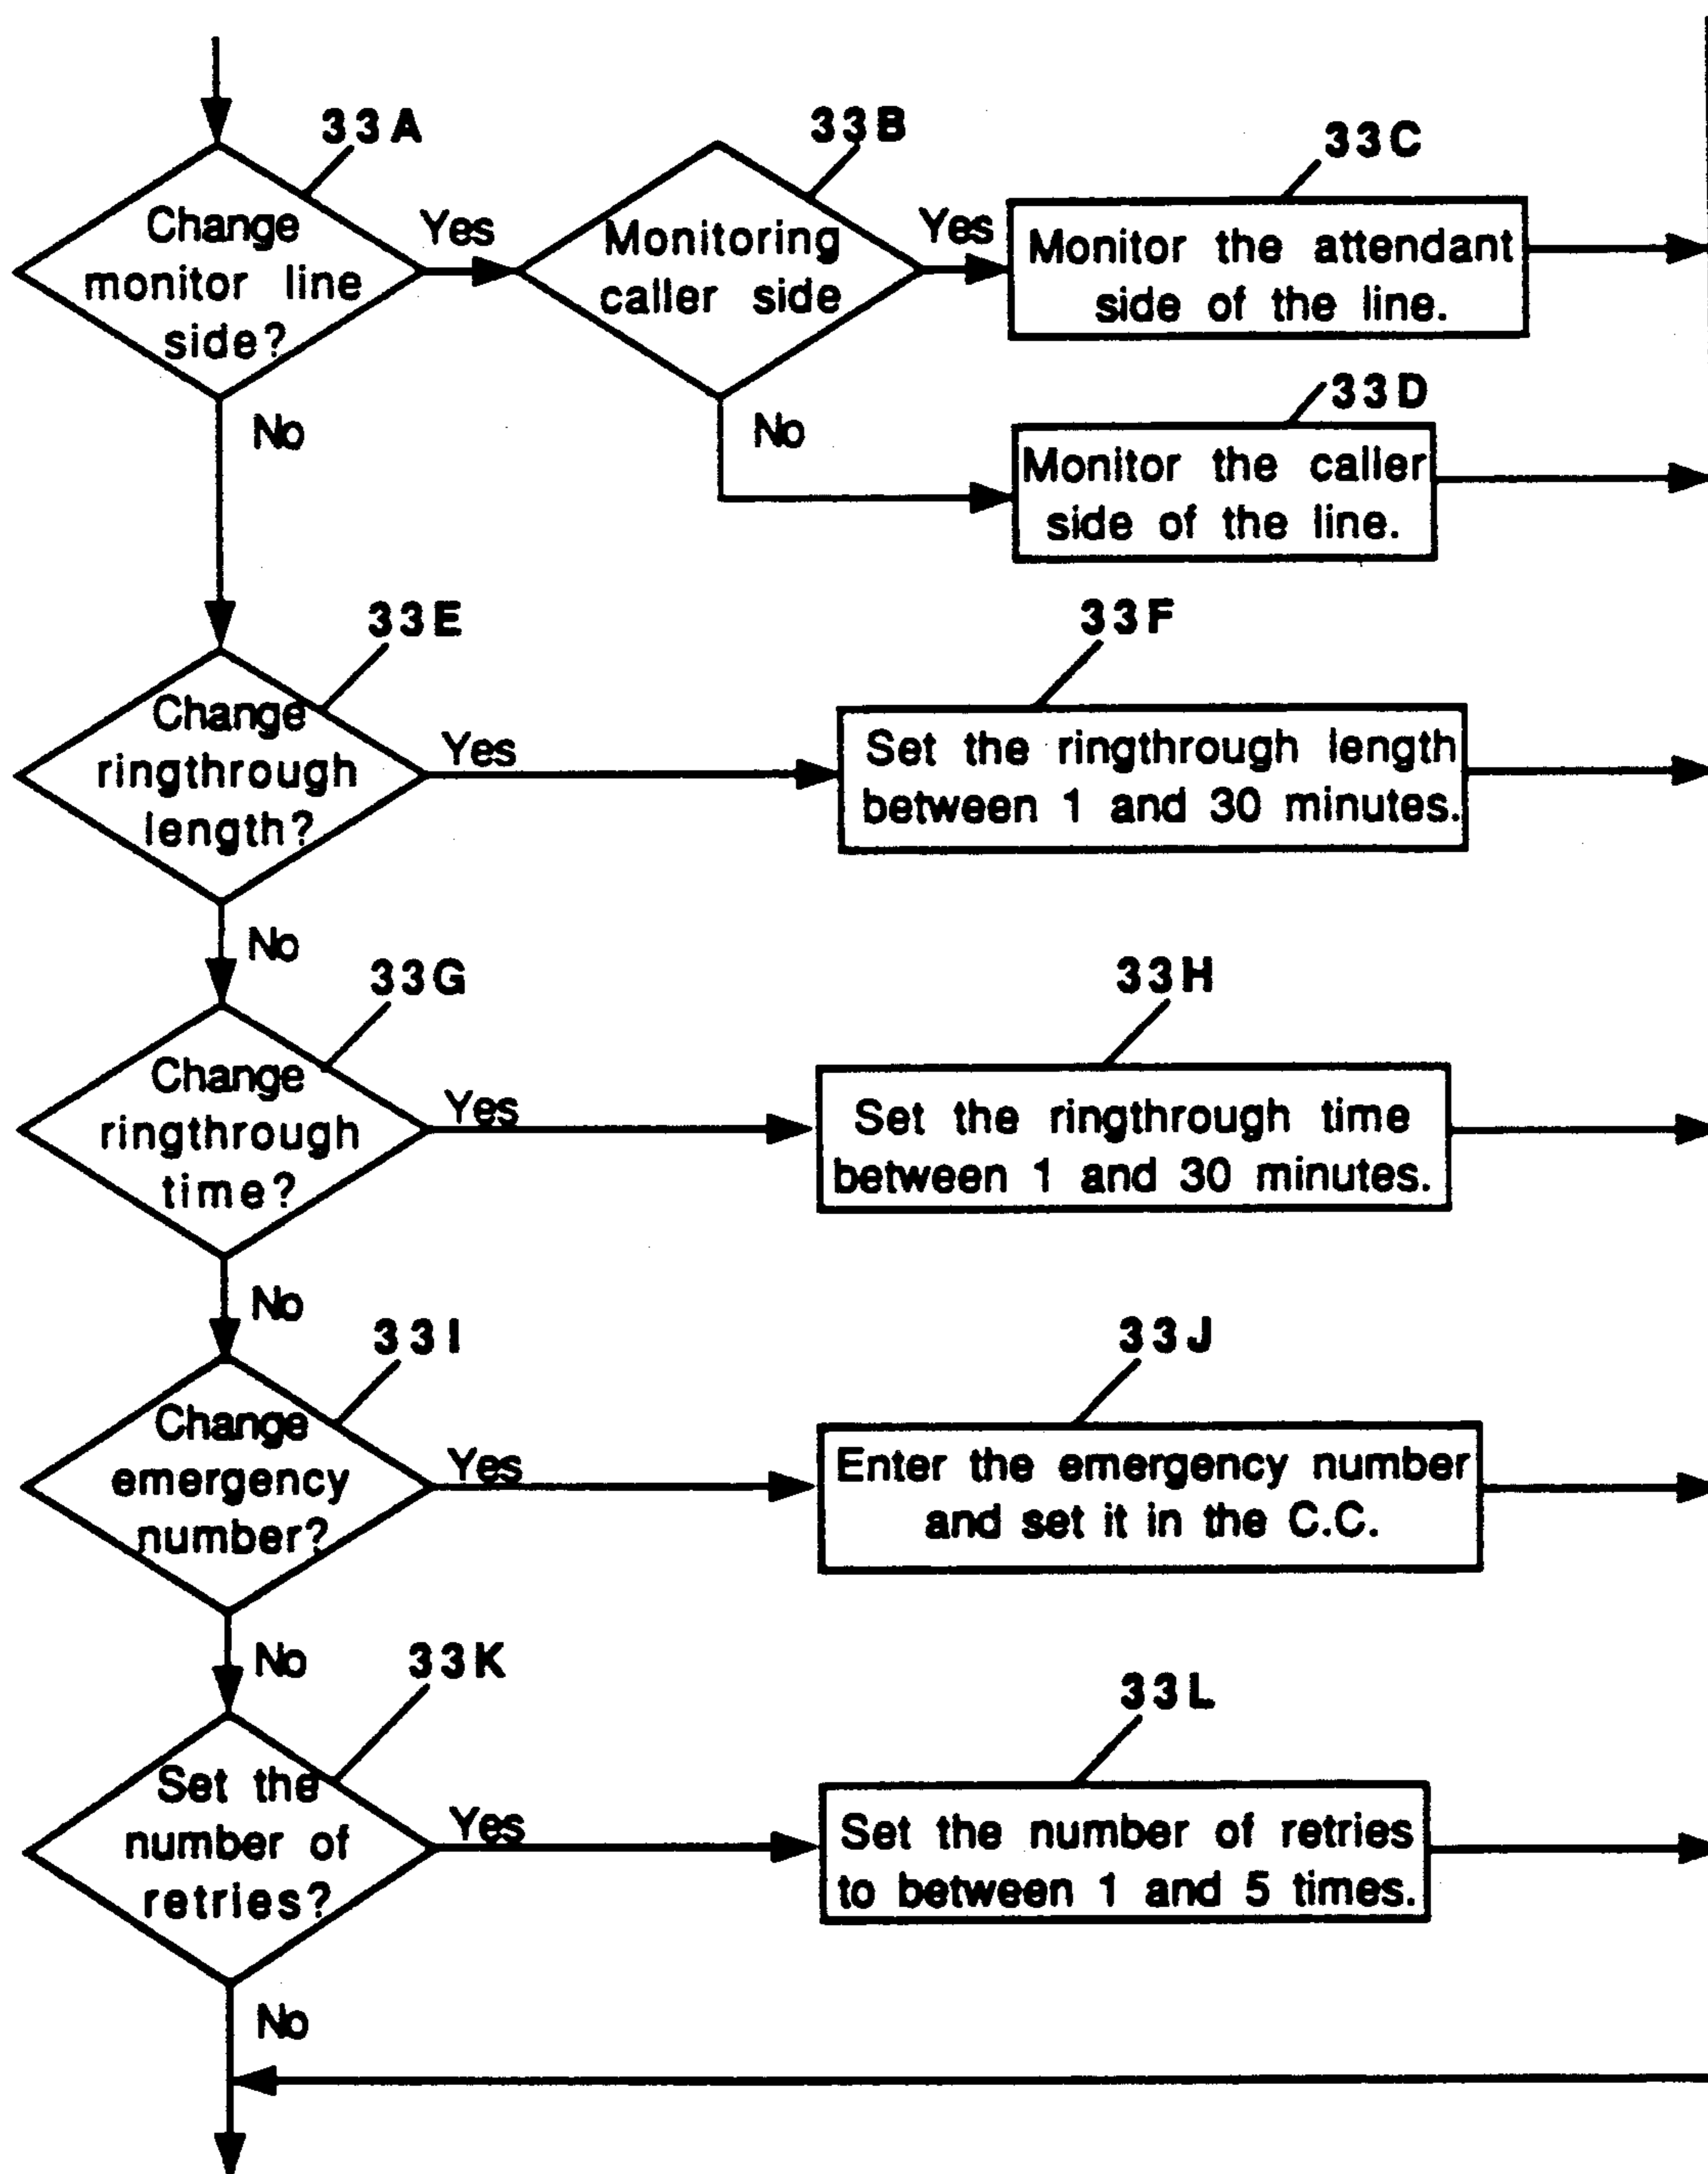 33A
33B
33C
Change
monitor line
side?
Yes
Monitoring
caller side
Yes
Monitor the attendant
side of the line.
No
No
33D
Monitor the caller
side of the line.
33E
33F
Change
ringthrough
length?
Yes
Set the ringthrough length
between 1 and 30 minutes.
No
33G
33H
Change
ringthrough
time?
Yes
Set the ringthrough time
between 1 and 30 minutes.
No
33I
33J
Change
emergency
number?
Yes
Enter the emergency number
and set it in the C.C.
No
33K
33L
Set the
number of
retries?
Yes
Set the number of retries
to between 1 and 5 times.
No